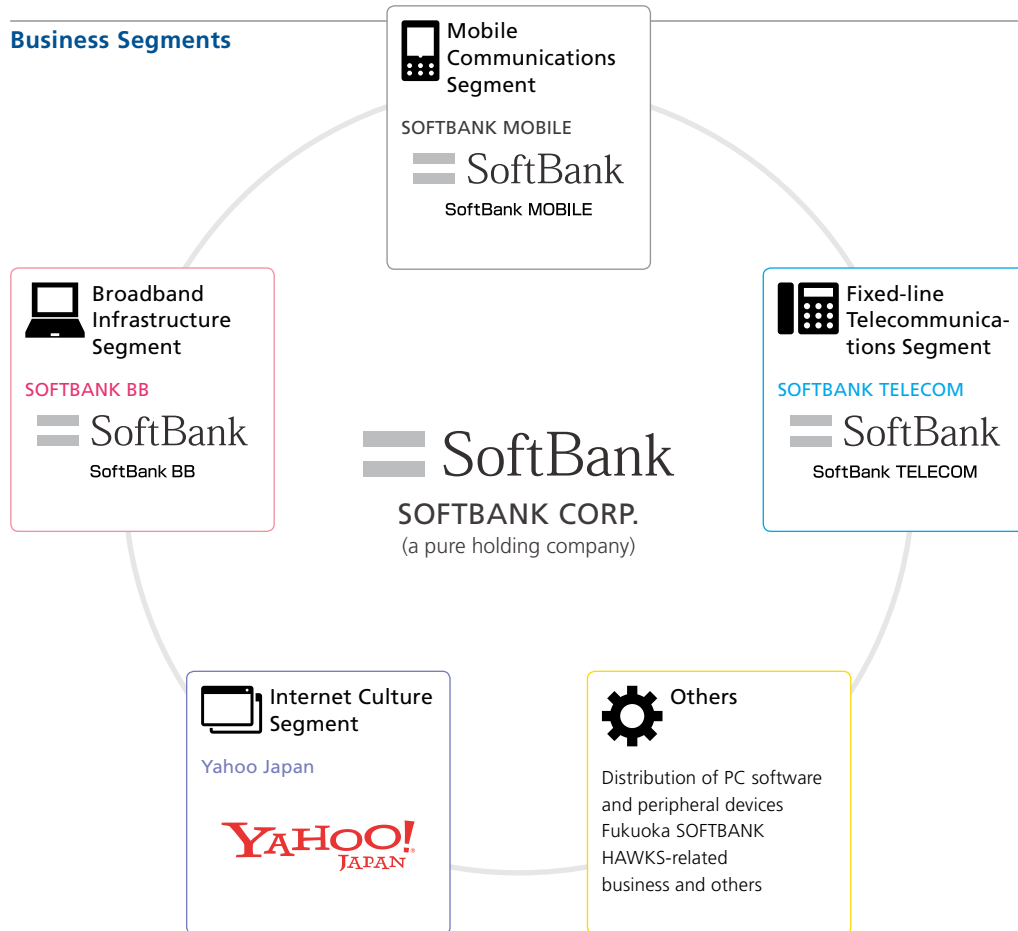 Business Segments
Mobile
Communications
Segment
SOFTBANK MOBILE
SoftBank
SoftBank MOBILE
Broadband
Infrastructure
Segment
SOFTBANK BB
SoftBank
SoftBank BB
Fixed-line
Telecommunica-
tions Segment
SOFTBANK TELECOM
SoftBank
SoftBank TELECOM
SoftBank
SOFTBANK CORP.
(a pure holding company)
Internet Culture
Segment
Yahoo Japan
YAHOO!
JAPAN
Others
Distribution of PC software
and peripheral devices
Fukuoka SOFTBANK
HAWKS-related
business and others